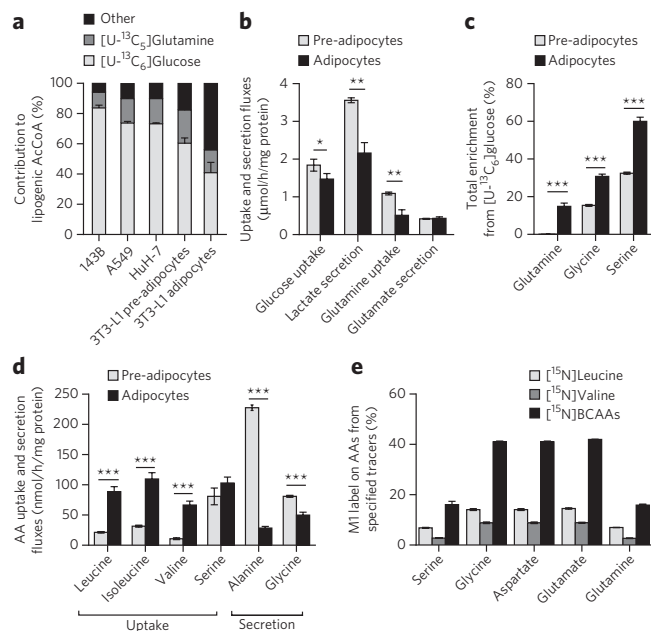 a
Other
[U-¹³C₅]Glutamine
[U-¹³C₆]Glucose
Contribution to
lipogenic AcCoA (%)
100
80
60
40
20
0
143B
A549
HuH-7
3T3-L1 pre-adipocytes
3T3-L1 adipocytes
b
Pre-adipocytes
Adipocytes
Uptake and secretion fluxes
(μmol/h/mg protein)
4
3
2
1
0
*
**
**
Glucose uptake
Lactate secretion
Glutamine uptake
Glutamate secretion
c
Pre-adipocytes
Adipocytes
Total enrichment
from [U-¹³C₆]glucose (%)
80
60
40
20
0
***
***
***
Glutamine
Glycine
Serine
d
Pre-adipocytes
Adipocytes
AA uptake and secretion
fluxes (nmol/h/mg protein)
250
200
150
100
50
0
***
***
***
***
***
Leucine
Isoleucine
Valine
Serine
Alanine
Glycine
Uptake
Secretion
e
[¹⁵N]Leucine
[¹⁵N]Valine
[¹⁵N]BCAAs
M1 label on AAs from
specified tracers (%)
60
40
20
0
Serine
Glycine
Aspartate
Glutamate
Glutamine